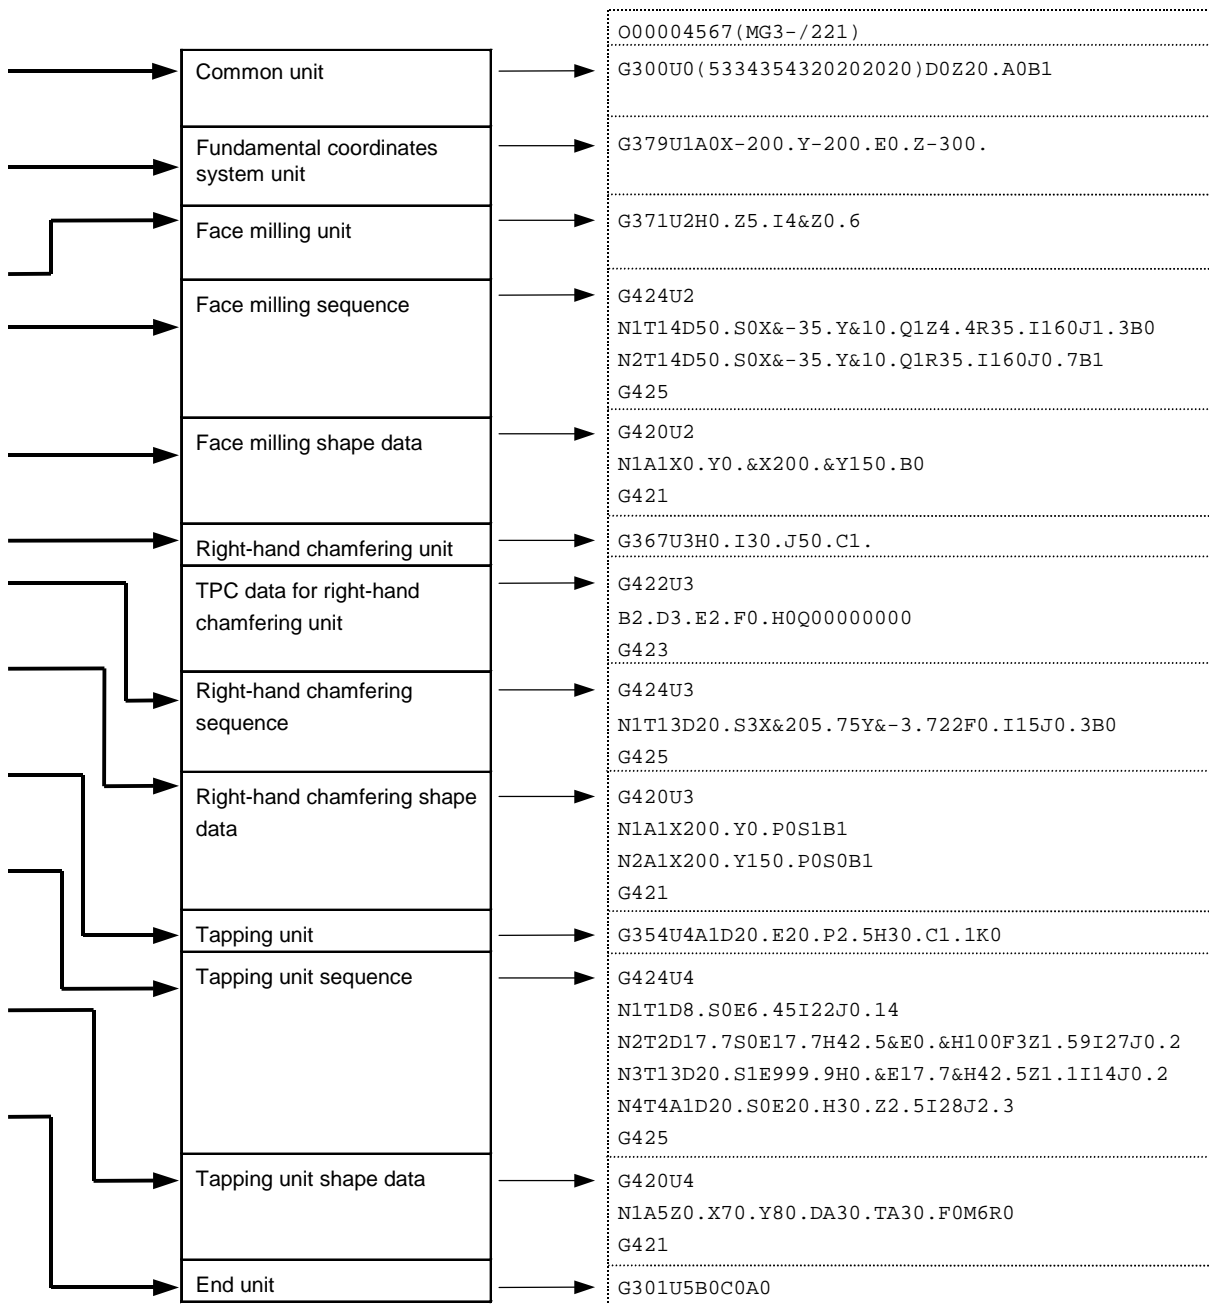 O00004567(MG3-/221)
Common unit
G300U0(5334354320202020)D0Z20.A0B1
Fundamental coordinates
system unit
G379U1A0X-200.Y-200.E0.Z-300.
Face milling unit
G371U2H0.Z5.I4&Z0.6
Face milling sequence
G424U2
N1T14D50.S0X&-35.Y&10.Q1Z4.4R35.I160J1.3B0
N2T14D50.S0X&-35.Y&10.Q1R35.I160J0.7B1
G425
Face milling shape data
G420U2
N1A1X0.Y0.&X200.&Y150.B0
G421
Right-hand chamfering unit
G367U3H0.I30.J50.C1.
TPC data for right-hand
chamfering unit
G422U3
B2.D3.E2.F0.H0Q00000000
G423
Right-hand chamfering
sequence
G424U3
N1T13D20.S3X&205.75Y&-3.722F0.I15J0.3B0
G425
Right-hand chamfering shape
data
G420U3
N1A1X200.Y0.P0S1B1
N2A1X200.Y150.P0S0B1
G421
Tapping unit
G354U4A1D20.E20.P2.5H30.C1.1K0
Tapping unit sequence
G424U4
N1T1D8.S0E6.45I22J0.14
N2T2D17.7S0E17.7H42.5&E0.&H100F3Z1.59I27J0.2
N3T13D20.S1E999.9H0.&E17.7&H42.5Z1.1I14J0.2
N4T4A1D20.S0E20.H30.Z2.5I28J2.3
G425
Tapping unit shape data
G420U4
N1A5Z0.X70.Y80.DA30.TA30.F0M6R0
G421
End unit
G301U5B0C0A0